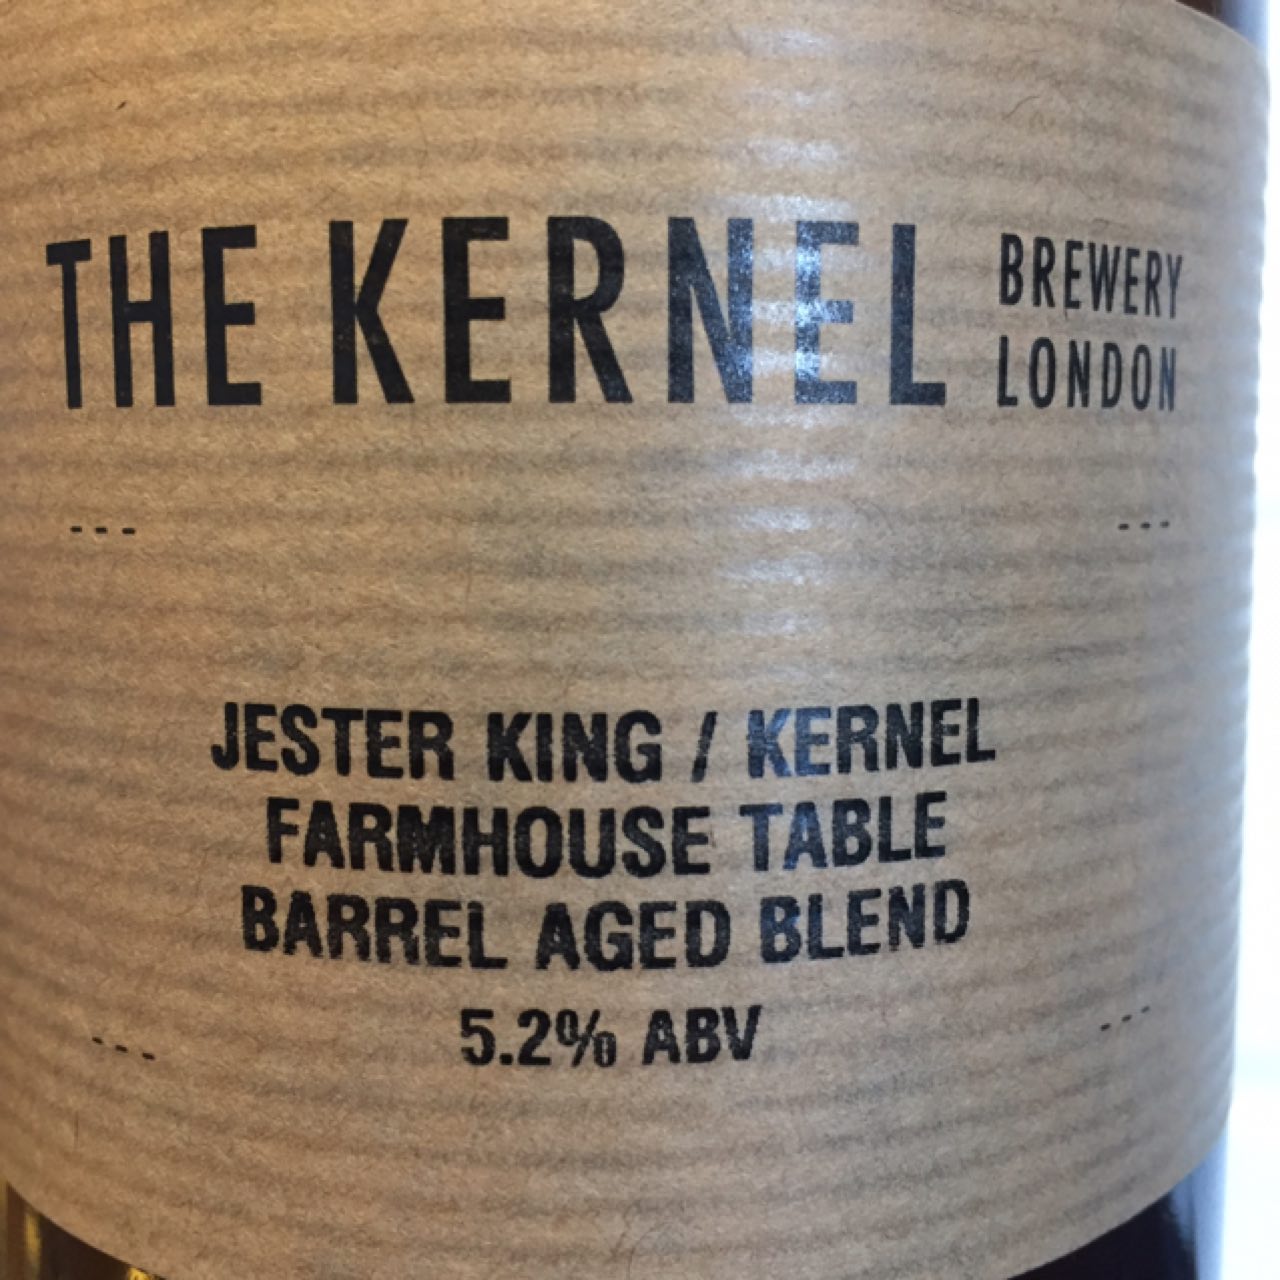 THE KERNEL BREWERY LONDON
---
---
JESTER KING / KERNEL
FARMHOUSE TABLE
BARREL AGED BLEND
5.2% ABV
---
---